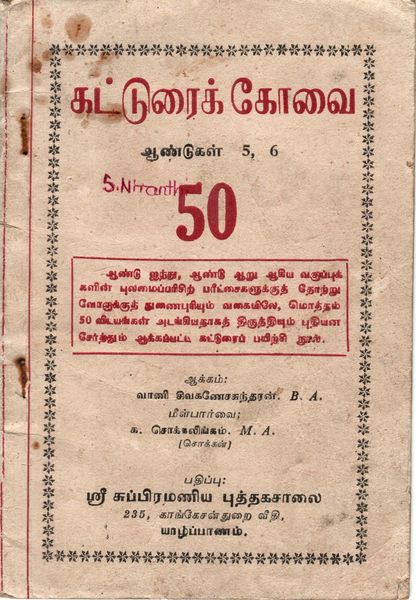 கட்டுரைக் கோவை
ஆண்டுகள் 5, 6
50
ஆண்டு ஐந்து, ஆண்டு ஆறு ஆகிய வகுப்புக்
களின் புலமைப்பரிசிற் பரீட்சைகளுக்குத் தோற்று
வோனுக்குத் துணைபுரியும் வகையிலே, மொத்தம்
50 விடயங்கள் அடங்கியதாகத் திருத்தியும் புதியன
சேர்த்தும் ஆக்கப்பட்ட கட்டுரைப் பயிற்சி நூல்.
ஆக்கம்:
வாணி சிவகணேசசுந்தரன். B. A.
மீள்பார்வை;
க. சொக்கலிங்கம். M. A.
[சொக்கன்]
பதிப்பு:
ஸ்ரீ சுப்பிரமணிய புத்தகசாலை
235, காங்கேசன்துறை வீதி,
யாழ்ப்பாணம்.